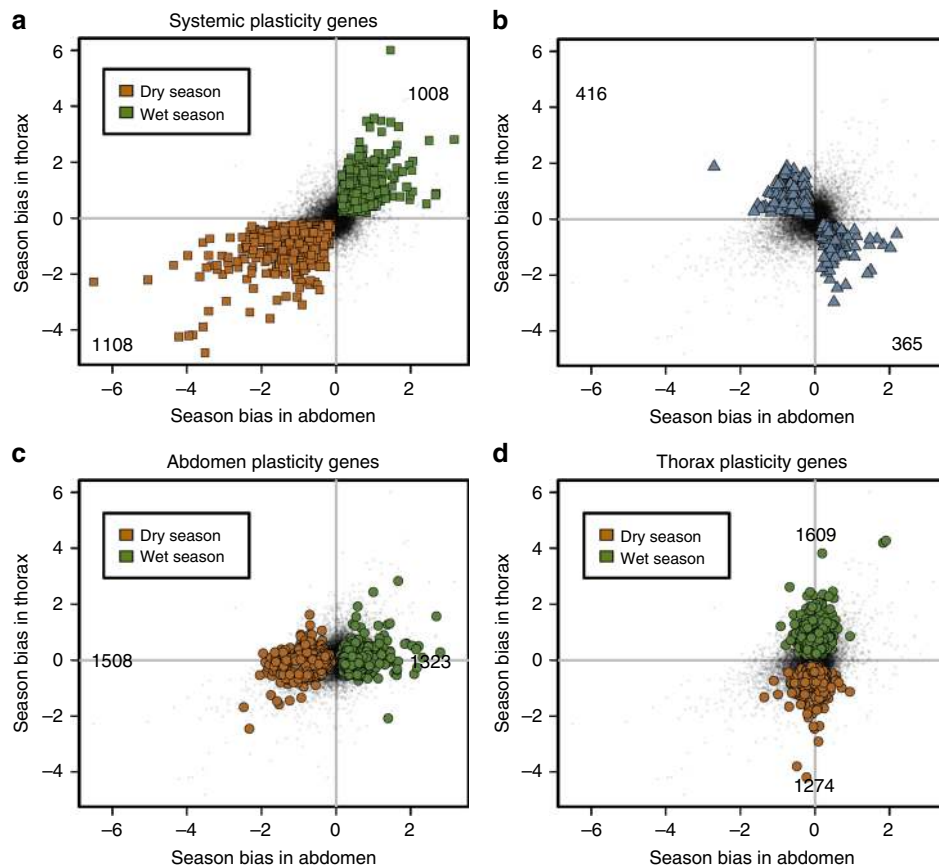 a
Systemic plasticity genes
6
4
2
0
–2
–4
Season bias in thorax
Dry season
Wet season
1008
1108
–6
–4
–2
0
2
Season bias in abdomen
b
6
4
2
0
–2
–4
Season bias in thorax
416
365
–6
–4
–2
0
2
Season bias in abdomen
c
Abdomen plasticity genes
6
4
2
0
–2
–4
Season bias in thorax
Dry season
Wet season
1508
1323
–6
–4
–2
0
2
Season bias in abdomen
d
Thorax plasticity genes
6
4
2
0
–2
–4
Season bias in thorax
Dry season
Wet season
1609
1274
–6
–4
–2
0
2
Season bias in abdomen